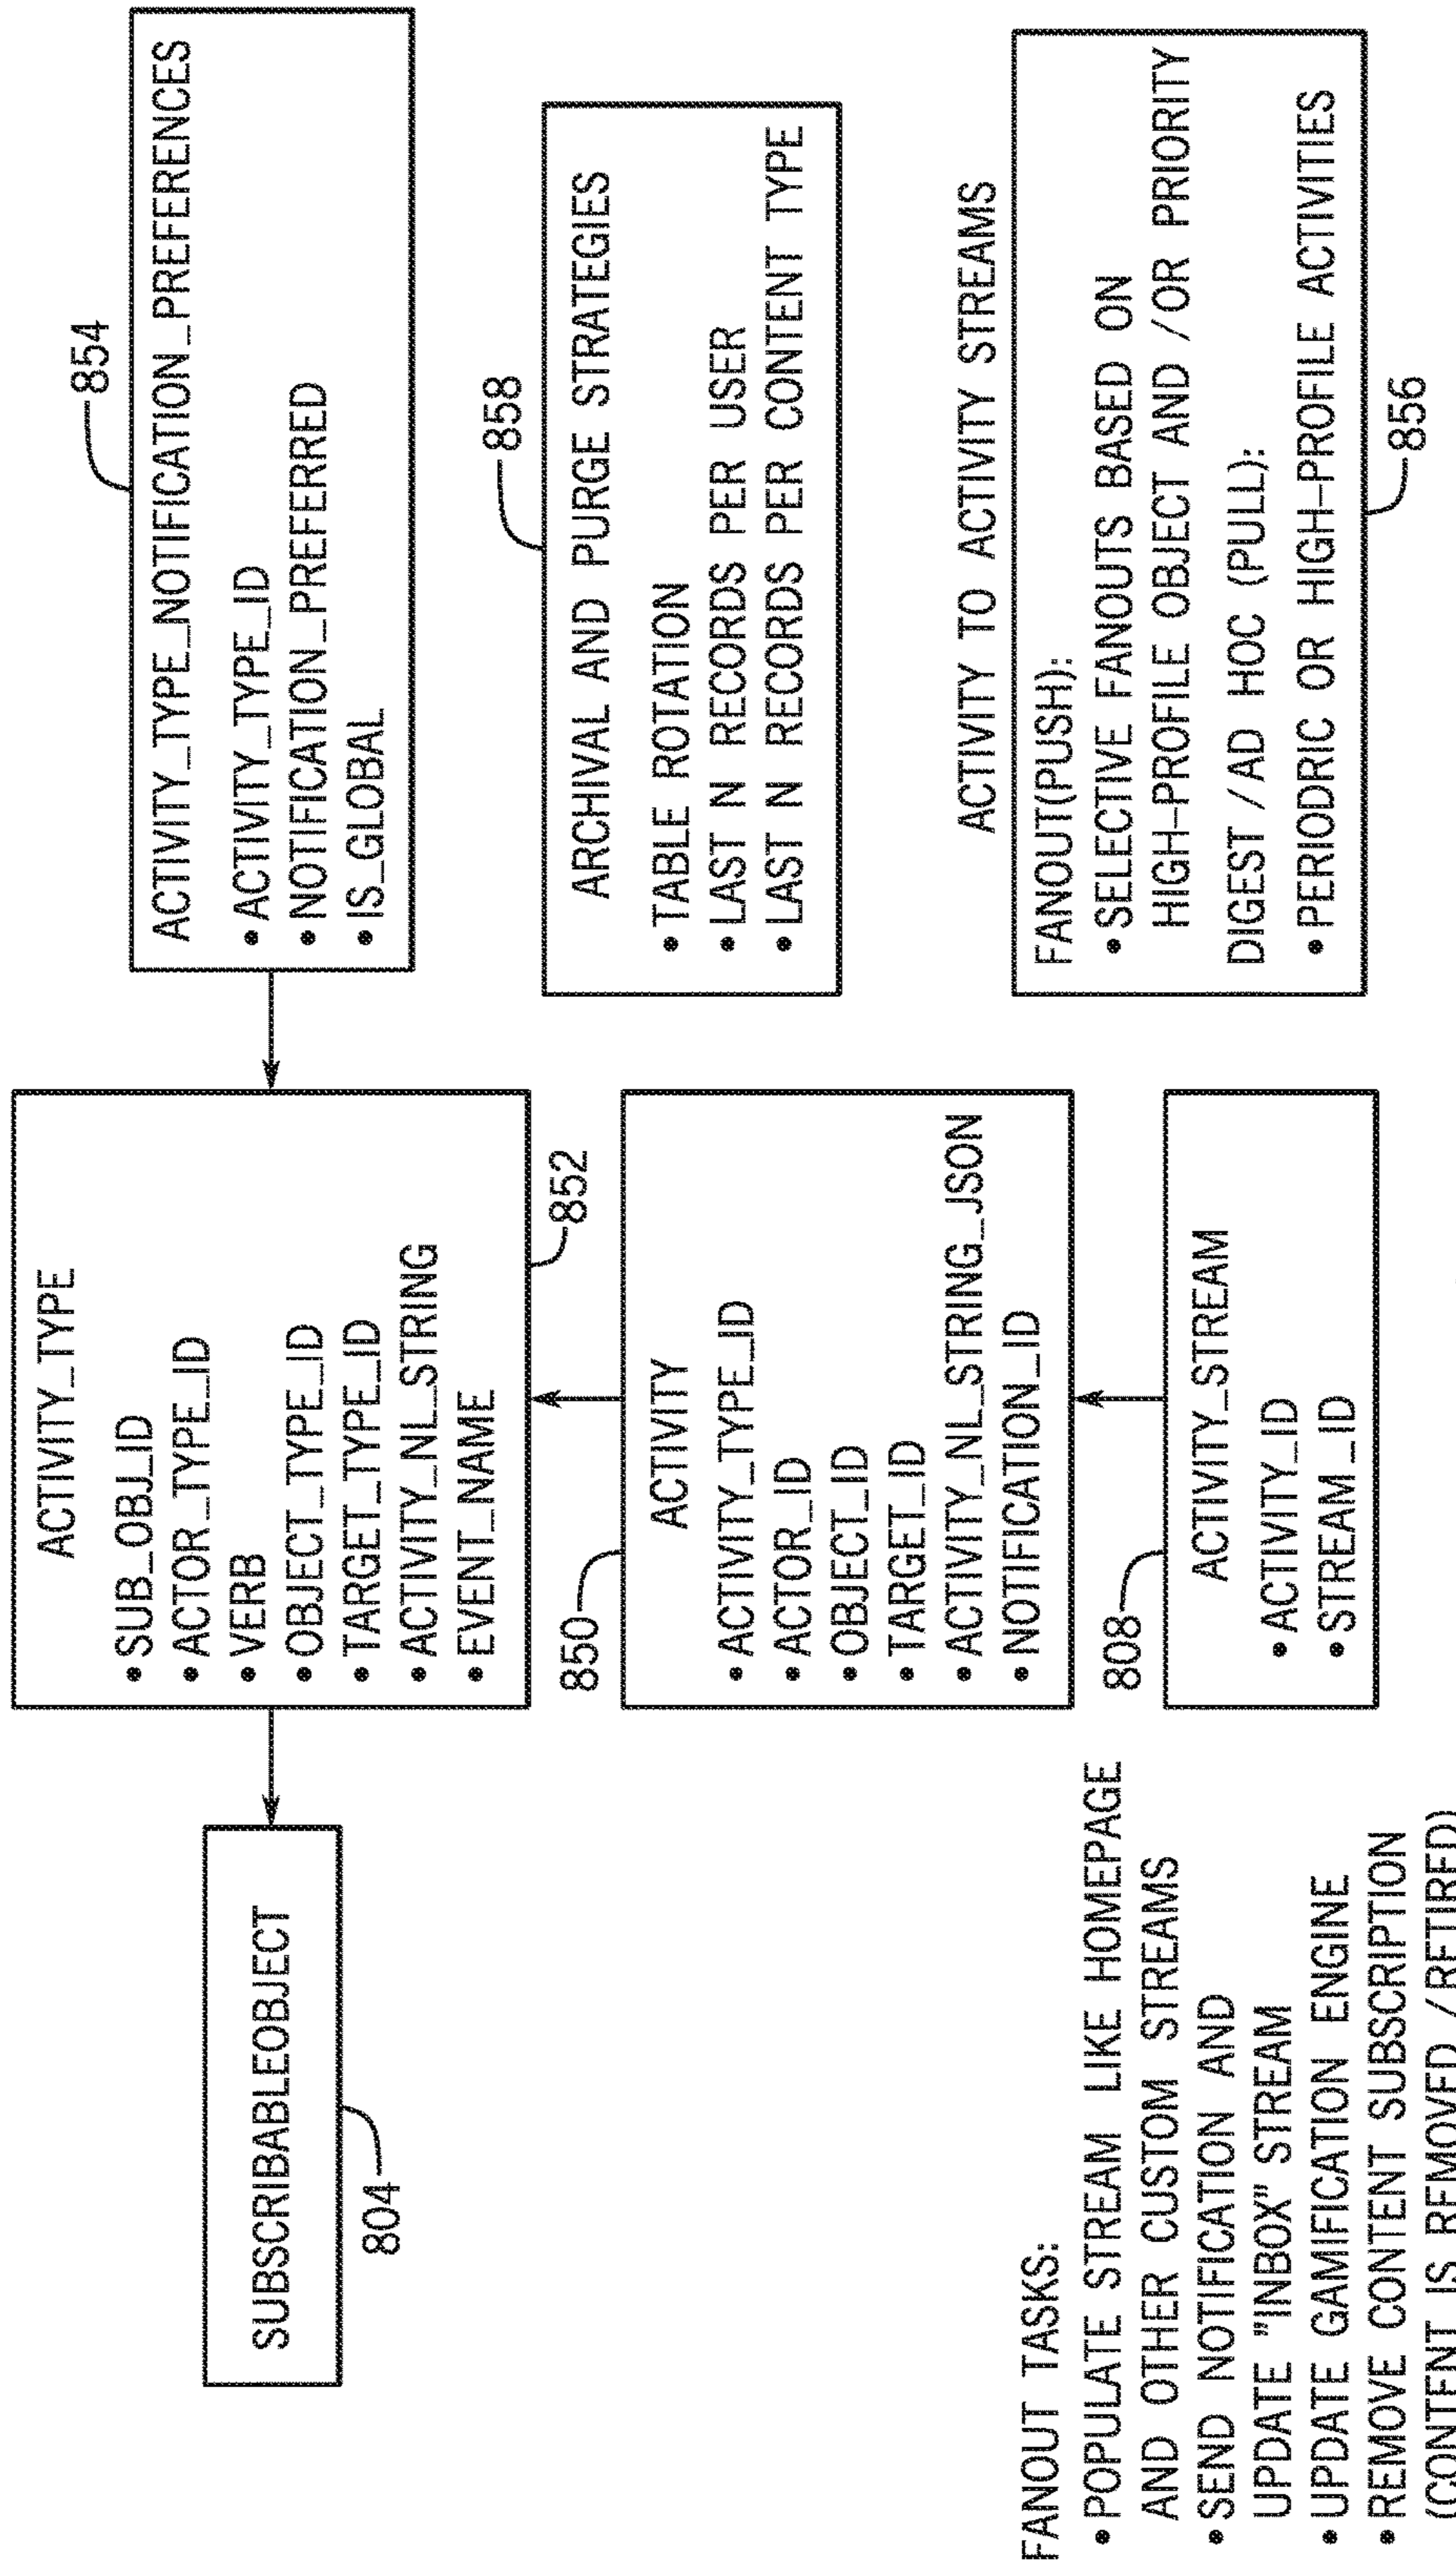 SUBSCRIBABLEOBJECT
804
ACTIVITY_TYPE
• SUB_OBJ_ID
• ACTOR_TYPE_ID
• VERB
• OBJECT_TYPE_ID
• TARGET_TYPE_ID
• ACTIVITY_NL_STRING
• EVENT_NAME
852
ACTIVITY_TYPE_NOTIFICATION_PREFERENCES
• ACTIVITY_TYPE_ID
• NOTIFICATION_PREFERRED
• IS_GLOBAL
854
850
ACTIVITY
• ACTIVITY_TYPE_ID
• ACTOR_ID
• OBJECT_ID
• TARGET_ID
• ACTIVITY_NL_STRING_JSON
• NOTIFICATION_ID
858
ARCHIVAL AND PURGE STRATEGIES
• TABLE ROTATION
• LAST N RECORDS PER USER
• LAST N RECORDS PER CONTENT TYPE
FANOUT TASKS:
• POPULATE STREAM LIKE HOMEPAGE
AND OTHER CUSTOM STREAMS
• SEND NOTIFICATION AND
UPDATE "INBOX" STREAM
• UPDATE GAMIFICATION ENGINE
• REMOVE CONTENT SUBSCRIPTION
(CONTENT IS REMOVED/RETIRED)
808
ACTIVITY_STREAM
• ACTIVITY_ID
• STREAM_ID
ACTIVITY TO ACTIVITY STREAMS
FANOUT(PUSH):
• SELECTIVE FANOUTS BASED ON
HIGH-PROFILE OBJECT AND/OR PRIORITY
DIGEST/AD HOC (PULL):
• PERIODRIC OR HIGH-PROFILE ACTIVITIES
856